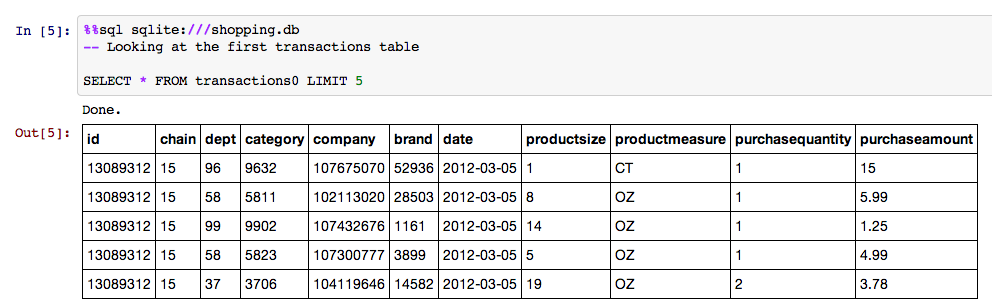 In [5]: %%sql sqlite:///shopping.db
-- Looking at the first transactions table
SELECT * FROM transactions0 LIMIT 5
Done.
Out[5]: id chain dept category company brand date productsize productmeasure purchasequantity purchaseamount
13089312 15 96 9632 107675070 52936 2012-03-05 1 CT 1 15
13089312 15 58 5811 102113020 28503 2012-03-05 8 OZ 1 5.99
13089312 15 99 9902 107432676 1161 2012-03-05 14 OZ 1 1.25
13089312 15 58 5823 107300777 3899 2012-03-05 5 OZ 1 4.99
13089312 15 37 3706 104119646 14582 2012-03-05 19 OZ 2 3.78